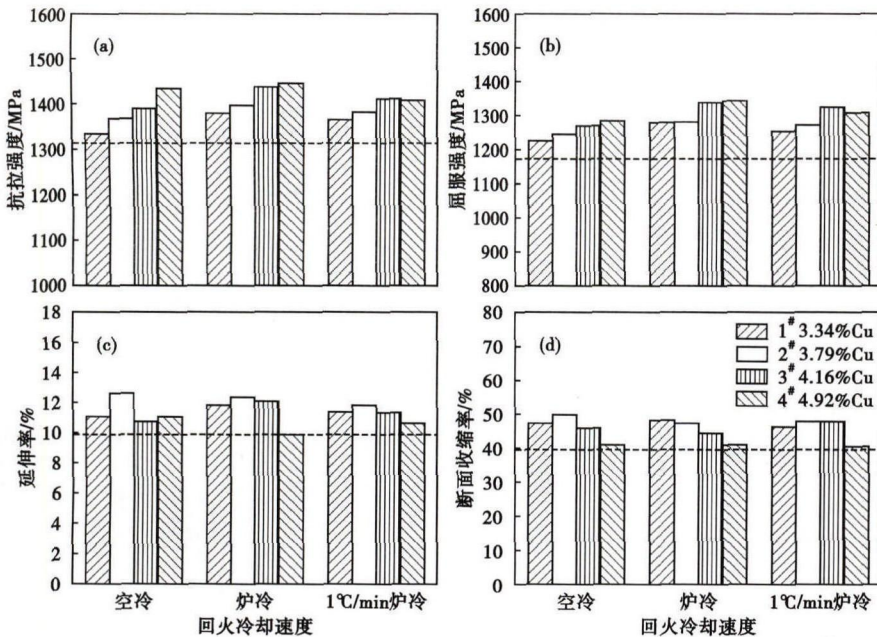 (a)
抗拉强度/MPa
1600
1500
1400
1300
1200
1100
1000
(b)
屈服强度/MPa
1600
1500
1400
1300
1200
1100
1000
900
800
(c)
延伸率/%
18
16
14
12
10
8
6
4
2
0
空冷 炉冷 1℃/min炉冷
回火冷却速度
(d)
断面收缩率/%
80
70
60
50
40
30
20
10
0
1# 3.34%Cu
2# 3.79%Cu
3# 4.16%Cu
4# 4.92%Cu
空冷 炉冷 1℃/min炉冷
回火冷却速度